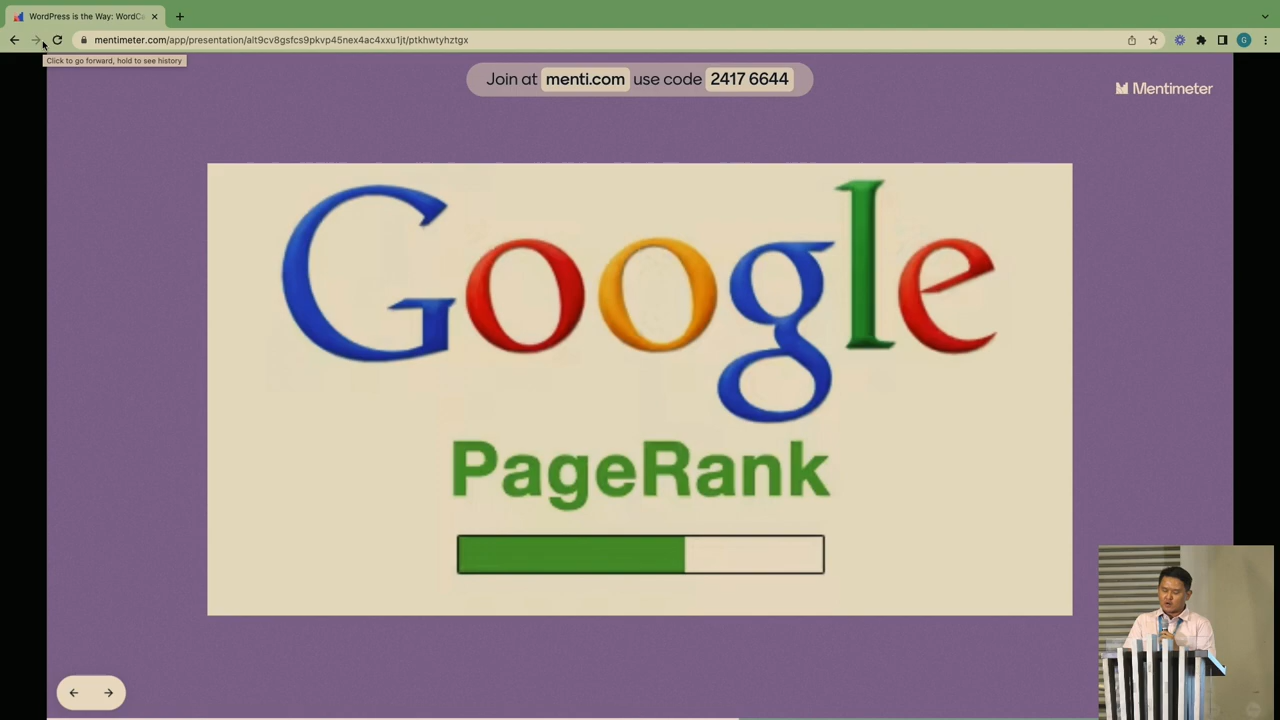 WordPress is the Way: WordCa
mentimeter.com/app/presentation/alt9cv8gsfcs9pkvp45nex4ac4xxu1jt/ptkhwtyhztgx
G
Click to go forward, hold to see history
Join at menti.com use code 2417 6644
Mentimeter
Google
PageRank